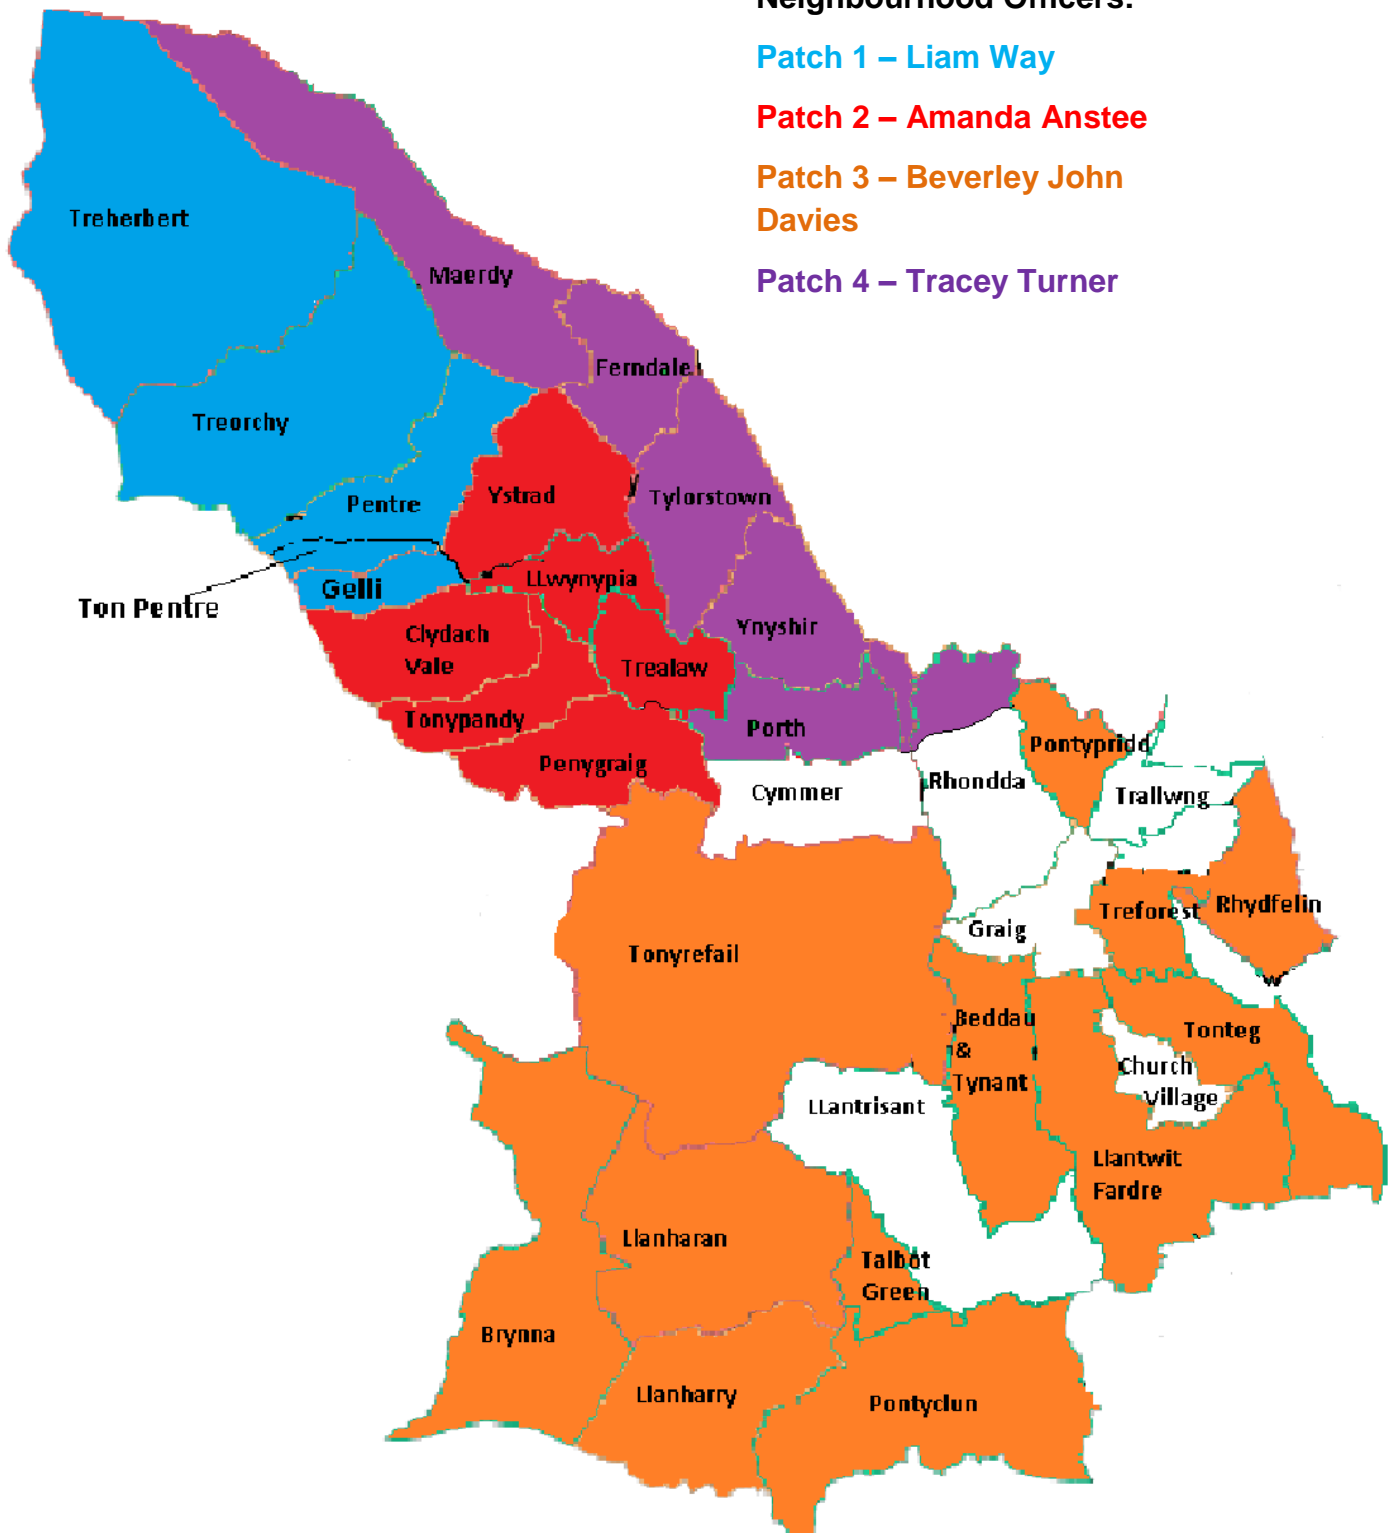 Neighbourhood Officers:
Patch 1 – Liam Way
Patch 2 – Amanda Anstee
Patch 3 – Beverley John
Davies
Patch 4 – Tracey Turner
Treherbert
Maerdy
Ferndale
Treorchy
Pentre
Ystrad
Tylorstown
Ton Pentre
Gelli
LLwynypia
Clydach
Vale
Ynyshir
Trealaw
Tonypandy
Porth
Penygraig
Pontypridd
Cymmer
Rhondda
Trallwng
Treforest
Rhydfelin
Graig
Tonyrefail
Beddau
&
Tynant
Tonteg
Church
Village
LLantrisant
Llantwit
Fardre
Llanharan
Talbot
Green
Brynna
Llanharry
Pontyclun